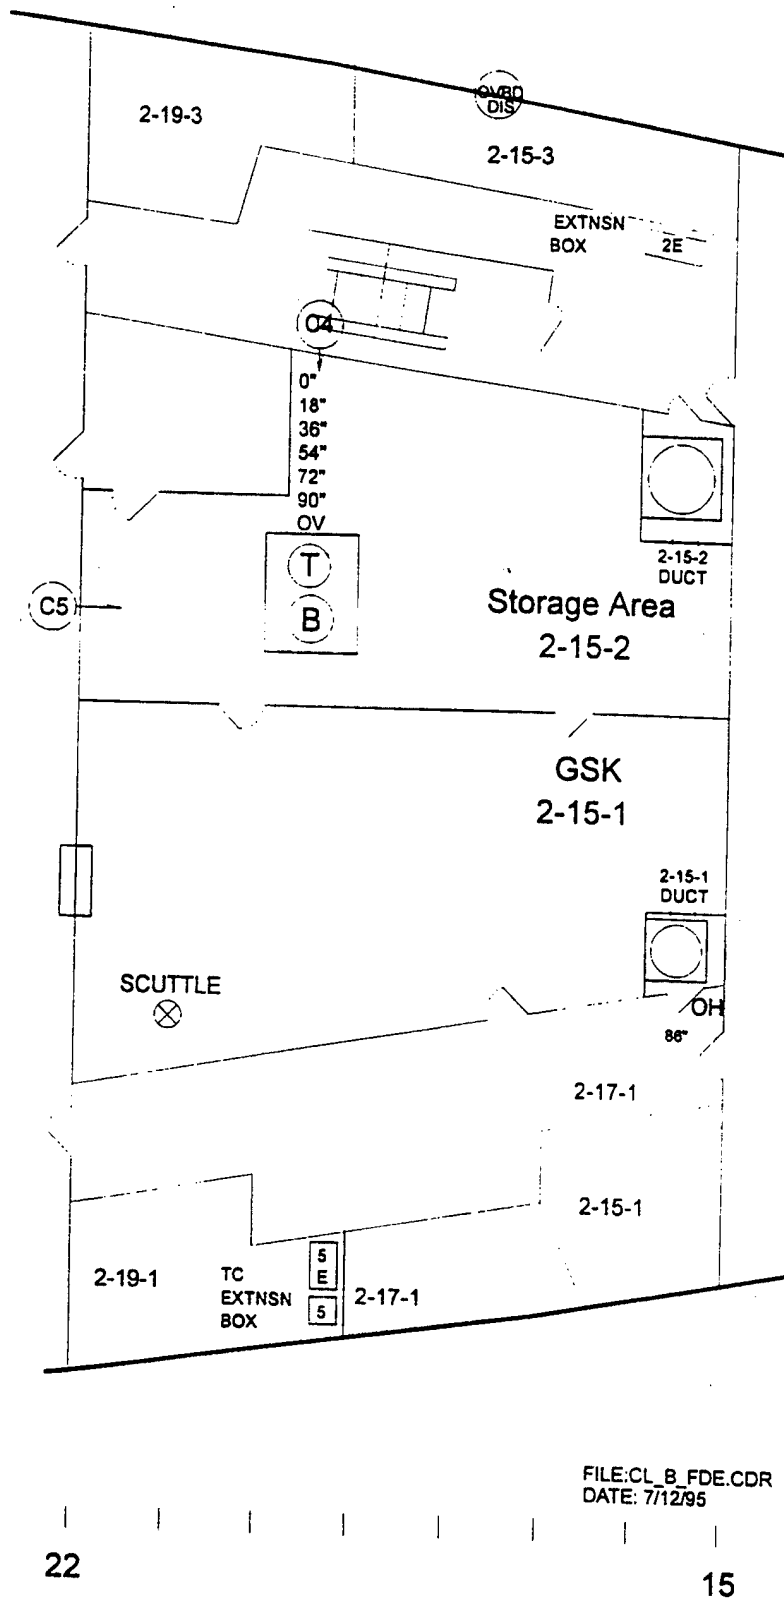 2-19-3
OVBD
DIS
2-15-3
EXTNSN
BOX
2E
04
0"
18"
36"
54"
72"
90"
OV
T
B
2-15-2
DUCT
C5
Storage Area
2-15-2
GSK
2-15-1
2-15-1
DUCT
SCUTTLE
OH
86"
2-17-1
2-15-1
2-19-1
TC
EXTNSN
BOX
5
E
5
2-17-1
FILE:CL_B_FDE.CDR
DATE: 7/12/95
22
15